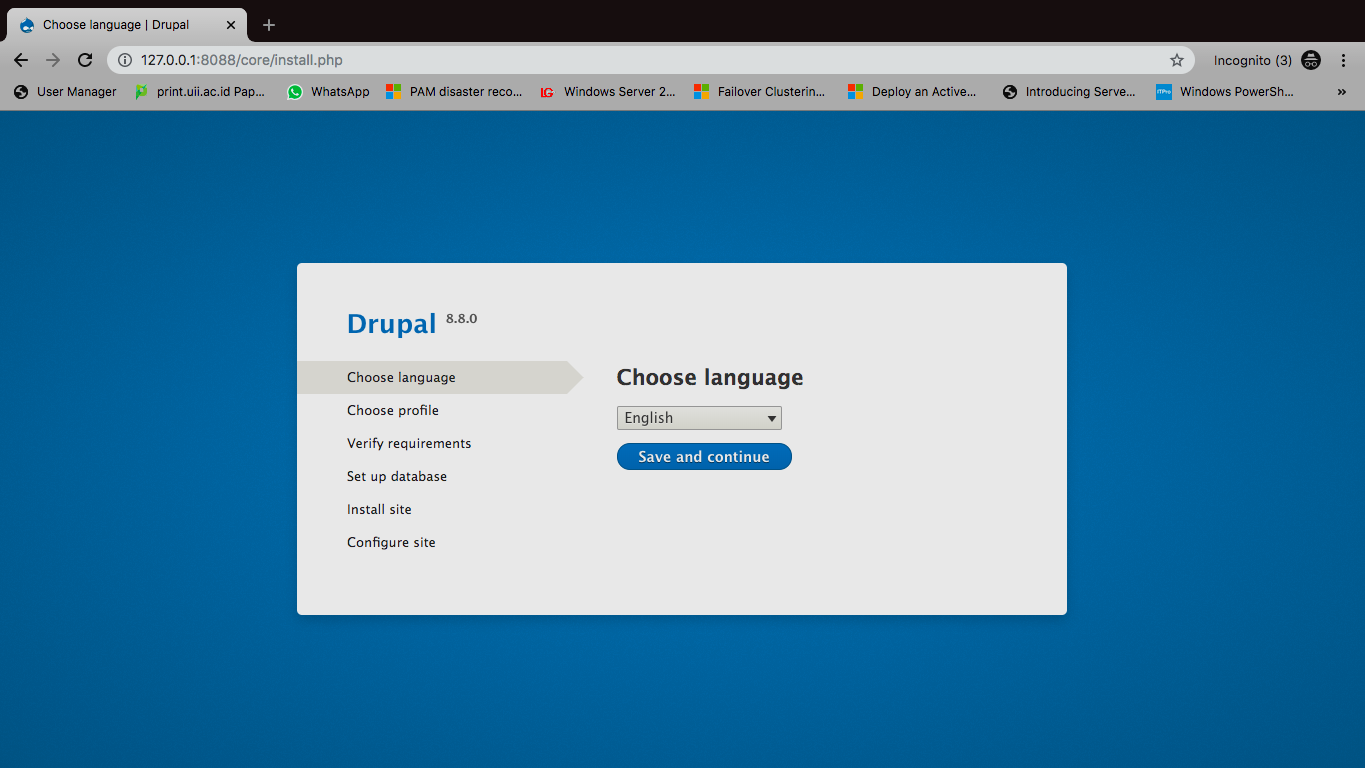 Choose language | Drupal
127.0.0.1:8088/core/install.php
Incognito (3)
User Manager
print.uii.ac.id Pap...
WhatsApp
PAM disaster reco...
LG Windows Server 2...
Failover Clusterin...
Deploy an Active...
Introducing Serve...
ITPro Windows PowerSh...
Drupal 8.8.0
Choose language
Choose profile
Verify requirements
Set up database
Install site
Configure site
Choose language
English
Save and continue